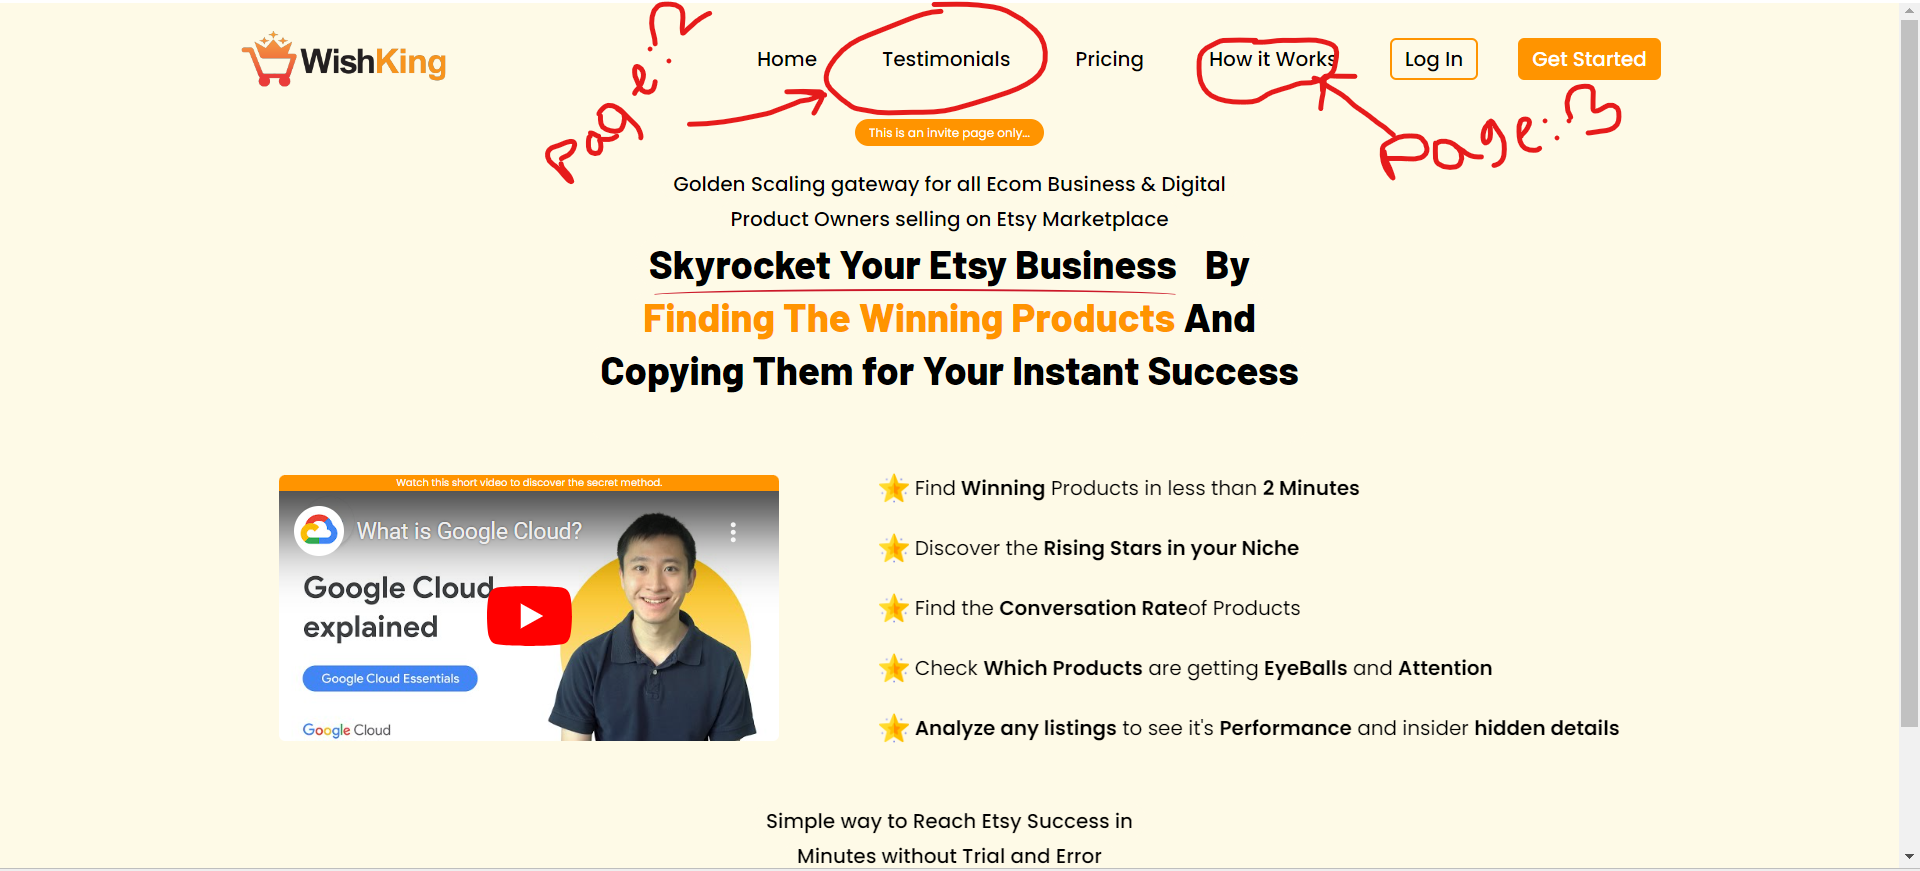 WishKing
Home Testimonials Pricing How it Works Log In Get Started
Page:2
Page:3
This is an invite page only...
Golden Scaling gateway for all Ecom Business & Digital
Product Owners selling on Etsy Marketplace
Skyrocket Your Etsy Business By
Finding The Winning Products And
Copying Them for Your Instant Success
Watch this short video to discover the secret method.
What is Google Cloud?
Google Cloud
explained
Google Cloud Essentials
Google Cloud
Find Winning Products in less than 2 Minutes
Discover the Rising Stars in your Niche
Find the Conversation Rateof Products
Check Which Products are getting EyeBalls and Attention
Analyze any listings to see it's Performance and insider hidden details
Simple way to Reach Etsy Success in
Minutes without Trial and Error